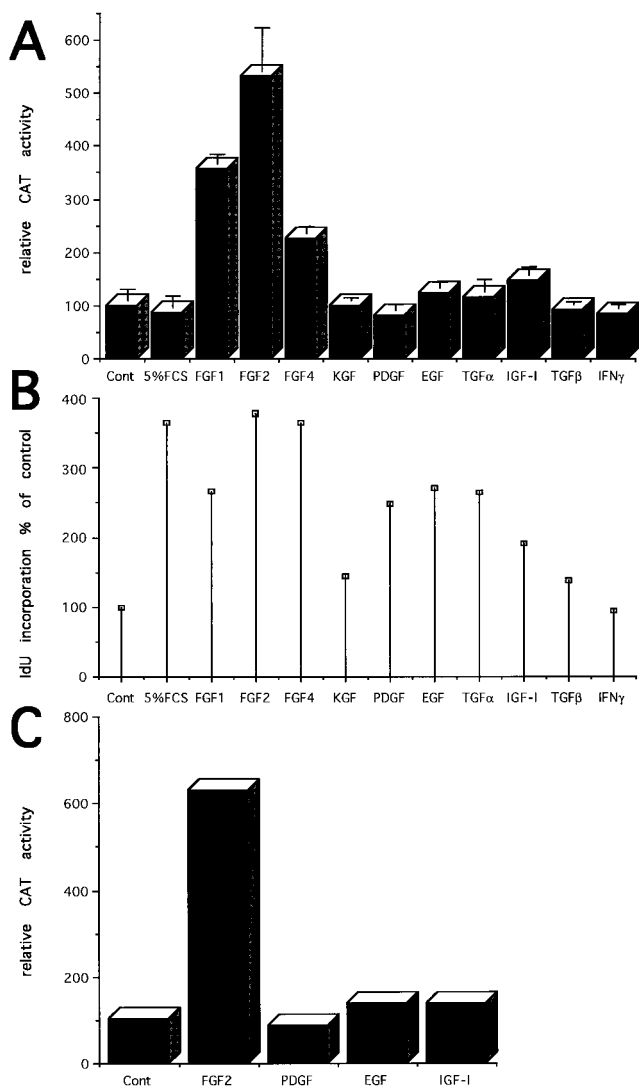 A
relative CAT activity
600
500
400
300
200
100
0
Cont 5%FCS FGF1 FGF2 FGF4 KGF PDGF EGF TGFα IGF-I TGFβ IFNγ
B
IdU incorporation % of control
400
300
200
100
0
Cont 5%FCS FGF1 FGF2 FGF4 KGF PDGF EGF TGFα IGF-I TGFβ IFNγ
C
relative CAT activity
800
600
400
200
0
Cont FGF2 PDGF EGF IGF-I